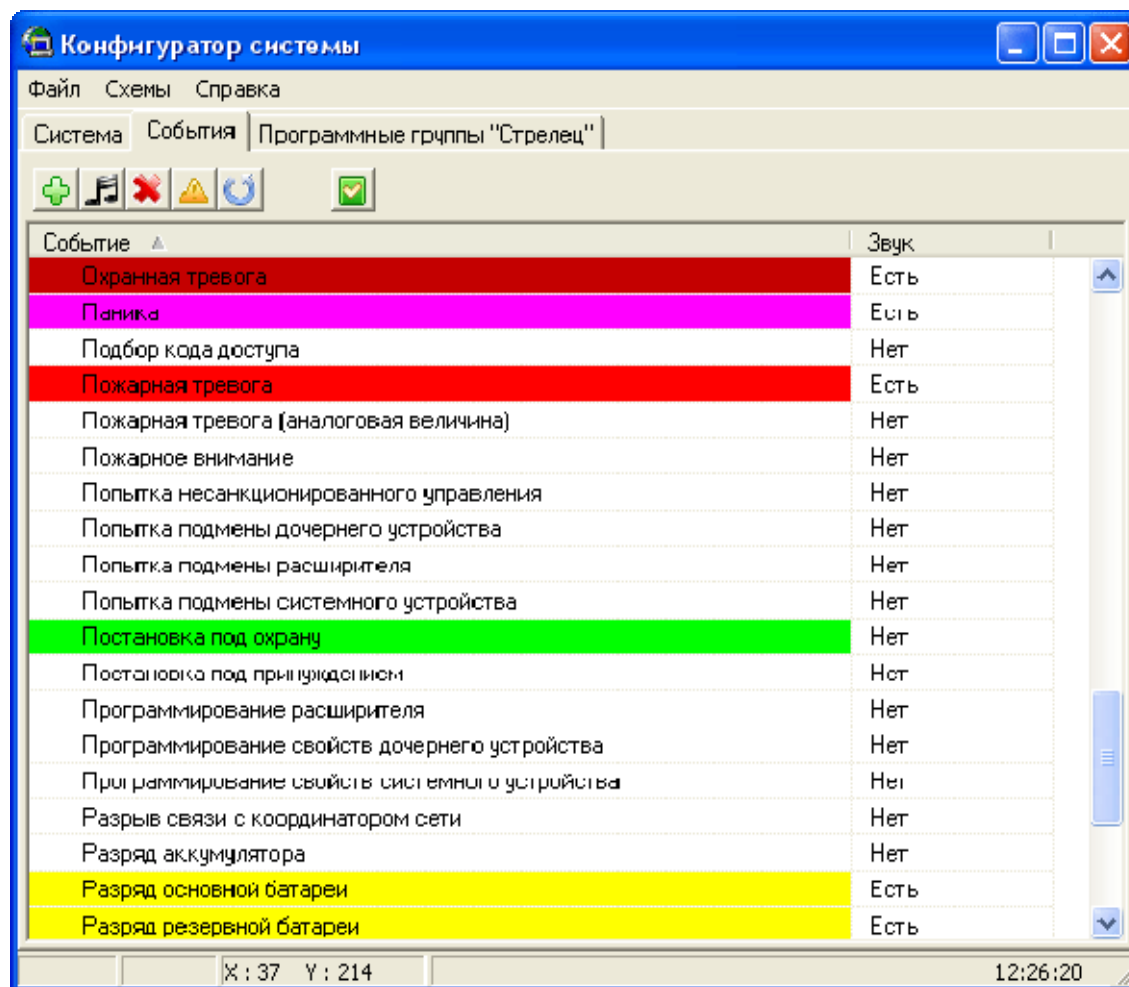 Конфигуратор системы
Файл Схемы Справка
Система События Программные группы "Стрелец"
Событие Звук
Охранная тревога Есть
Паника Есть
Подбор кода доступа Нет
Пожарная тревога Есть
Пожарная тревога (аналоговая величина) Нет
Пожарное внимание Нет
Попытка несанкционированного управления Нет
Попытка подмены дочернего устройства Нет
Попытка подмены расширителя Нет
Попытка подмены системного устройства Нет
Постановка под охрану Нет
Постановка под принуждением Нет
Программирование расширителя Нет
Программирование свойств дочернего устройства Нет
Программирование свойств системного устройства Нет
Разрыв связи с координатором сети Нет
Разряд аккумулятора Нет
Разряд основной батареи Есть
Разряд резервной батареи Есть
X : 37 Y : 214 12:26:20